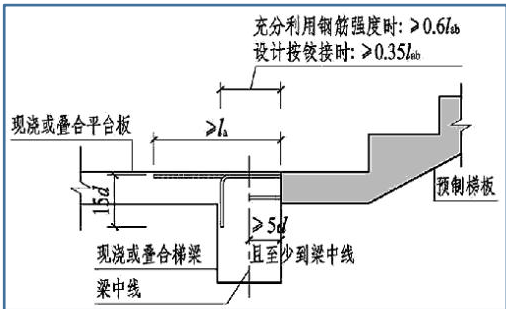 充分利用钢筋强度时: ≥0.6lab
设计按铰接时: ≥0.35lab
现浇或叠合平台板
≥la
预制梯板
15d
≥5d
现浇或叠合梯梁
且至少到梁中线
梁中线